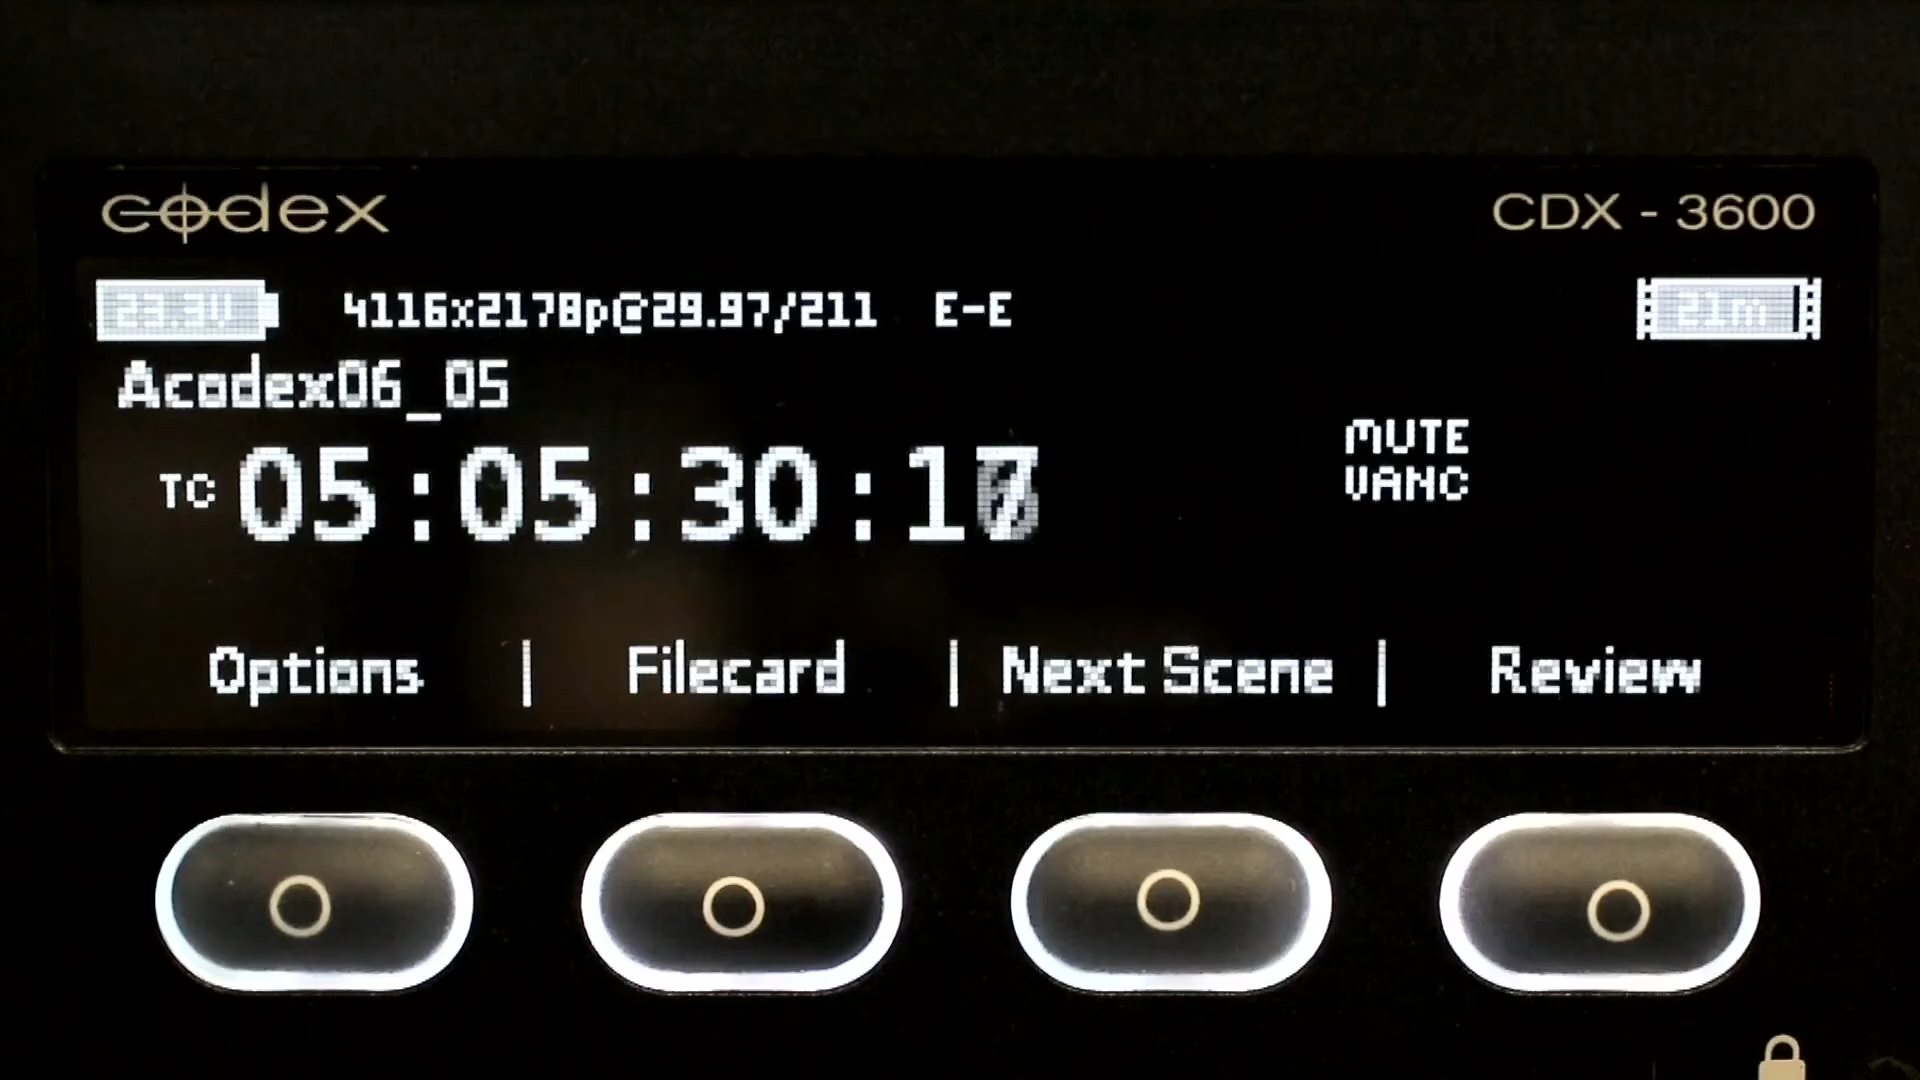 codex
CDX - 3600
23.3V 4116x2178p@29.97/211 E-E 21m
Acodex06_05
MUTE
VANC
TC 05:05:30:17
Options | Filecard | Next Scene | Review